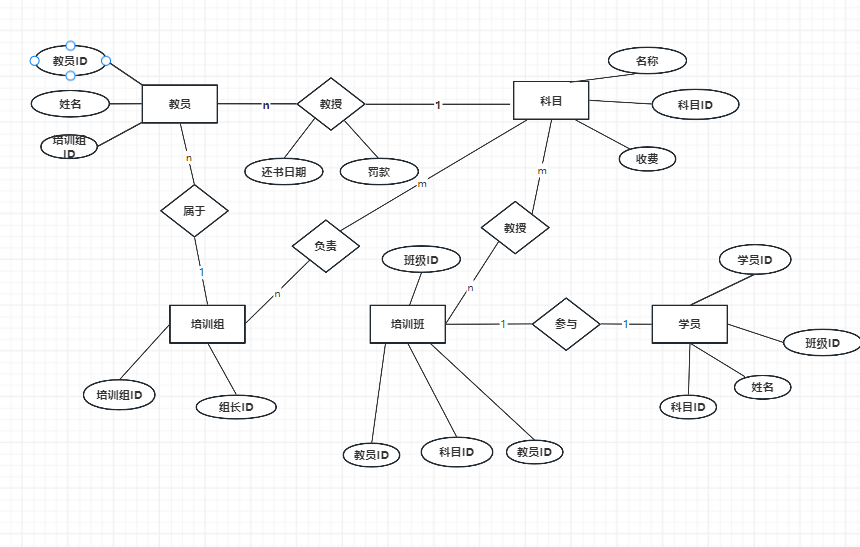 名称
教员ID
教员
n
教授
1
科目
科目ID
姓名
培训组
ID
收费
n
还书日期
罚款
m
m
属于
负责
教授
1
n
班级ID
n
学员ID
培训组
培训班
1
参与
1
学员
班级ID
培训组ID
组长ID
科目ID
姓名
教员ID
科目ID
教员ID